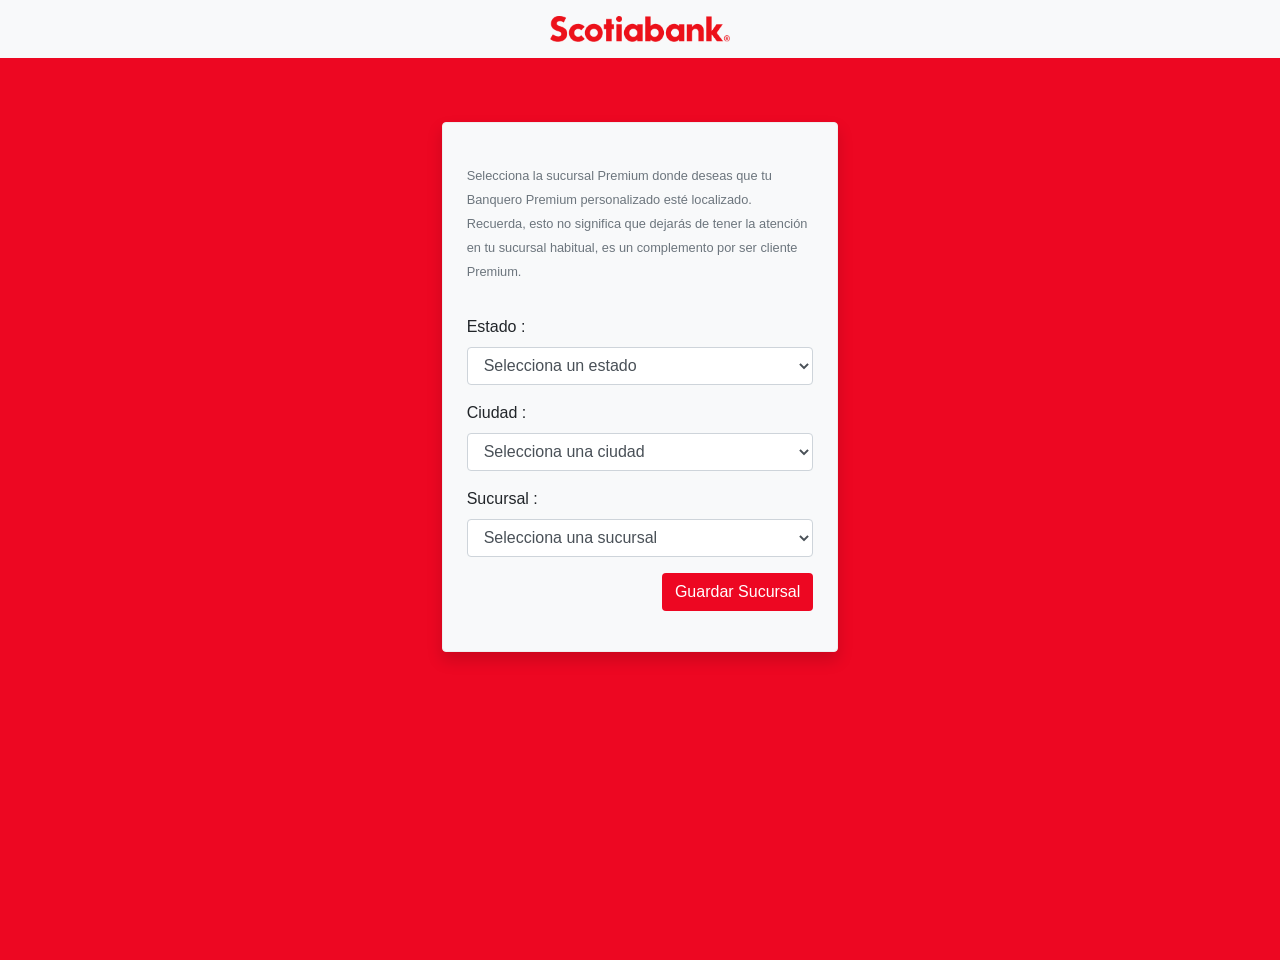 Scotiabank®
Selecciona la sucursal Premium donde deseas que tu
Banquero Premium personalizado esté localizado.
Recuerda, esto no significa que dejarás de tener la atención
en tu sucursal habitual, es un complemento por ser cliente
Premium.
Estado :
Selecciona un estado
Ciudad :
Selecciona una ciudad
Sucursal :
Selecciona una sucursal
Guardar Sucursal